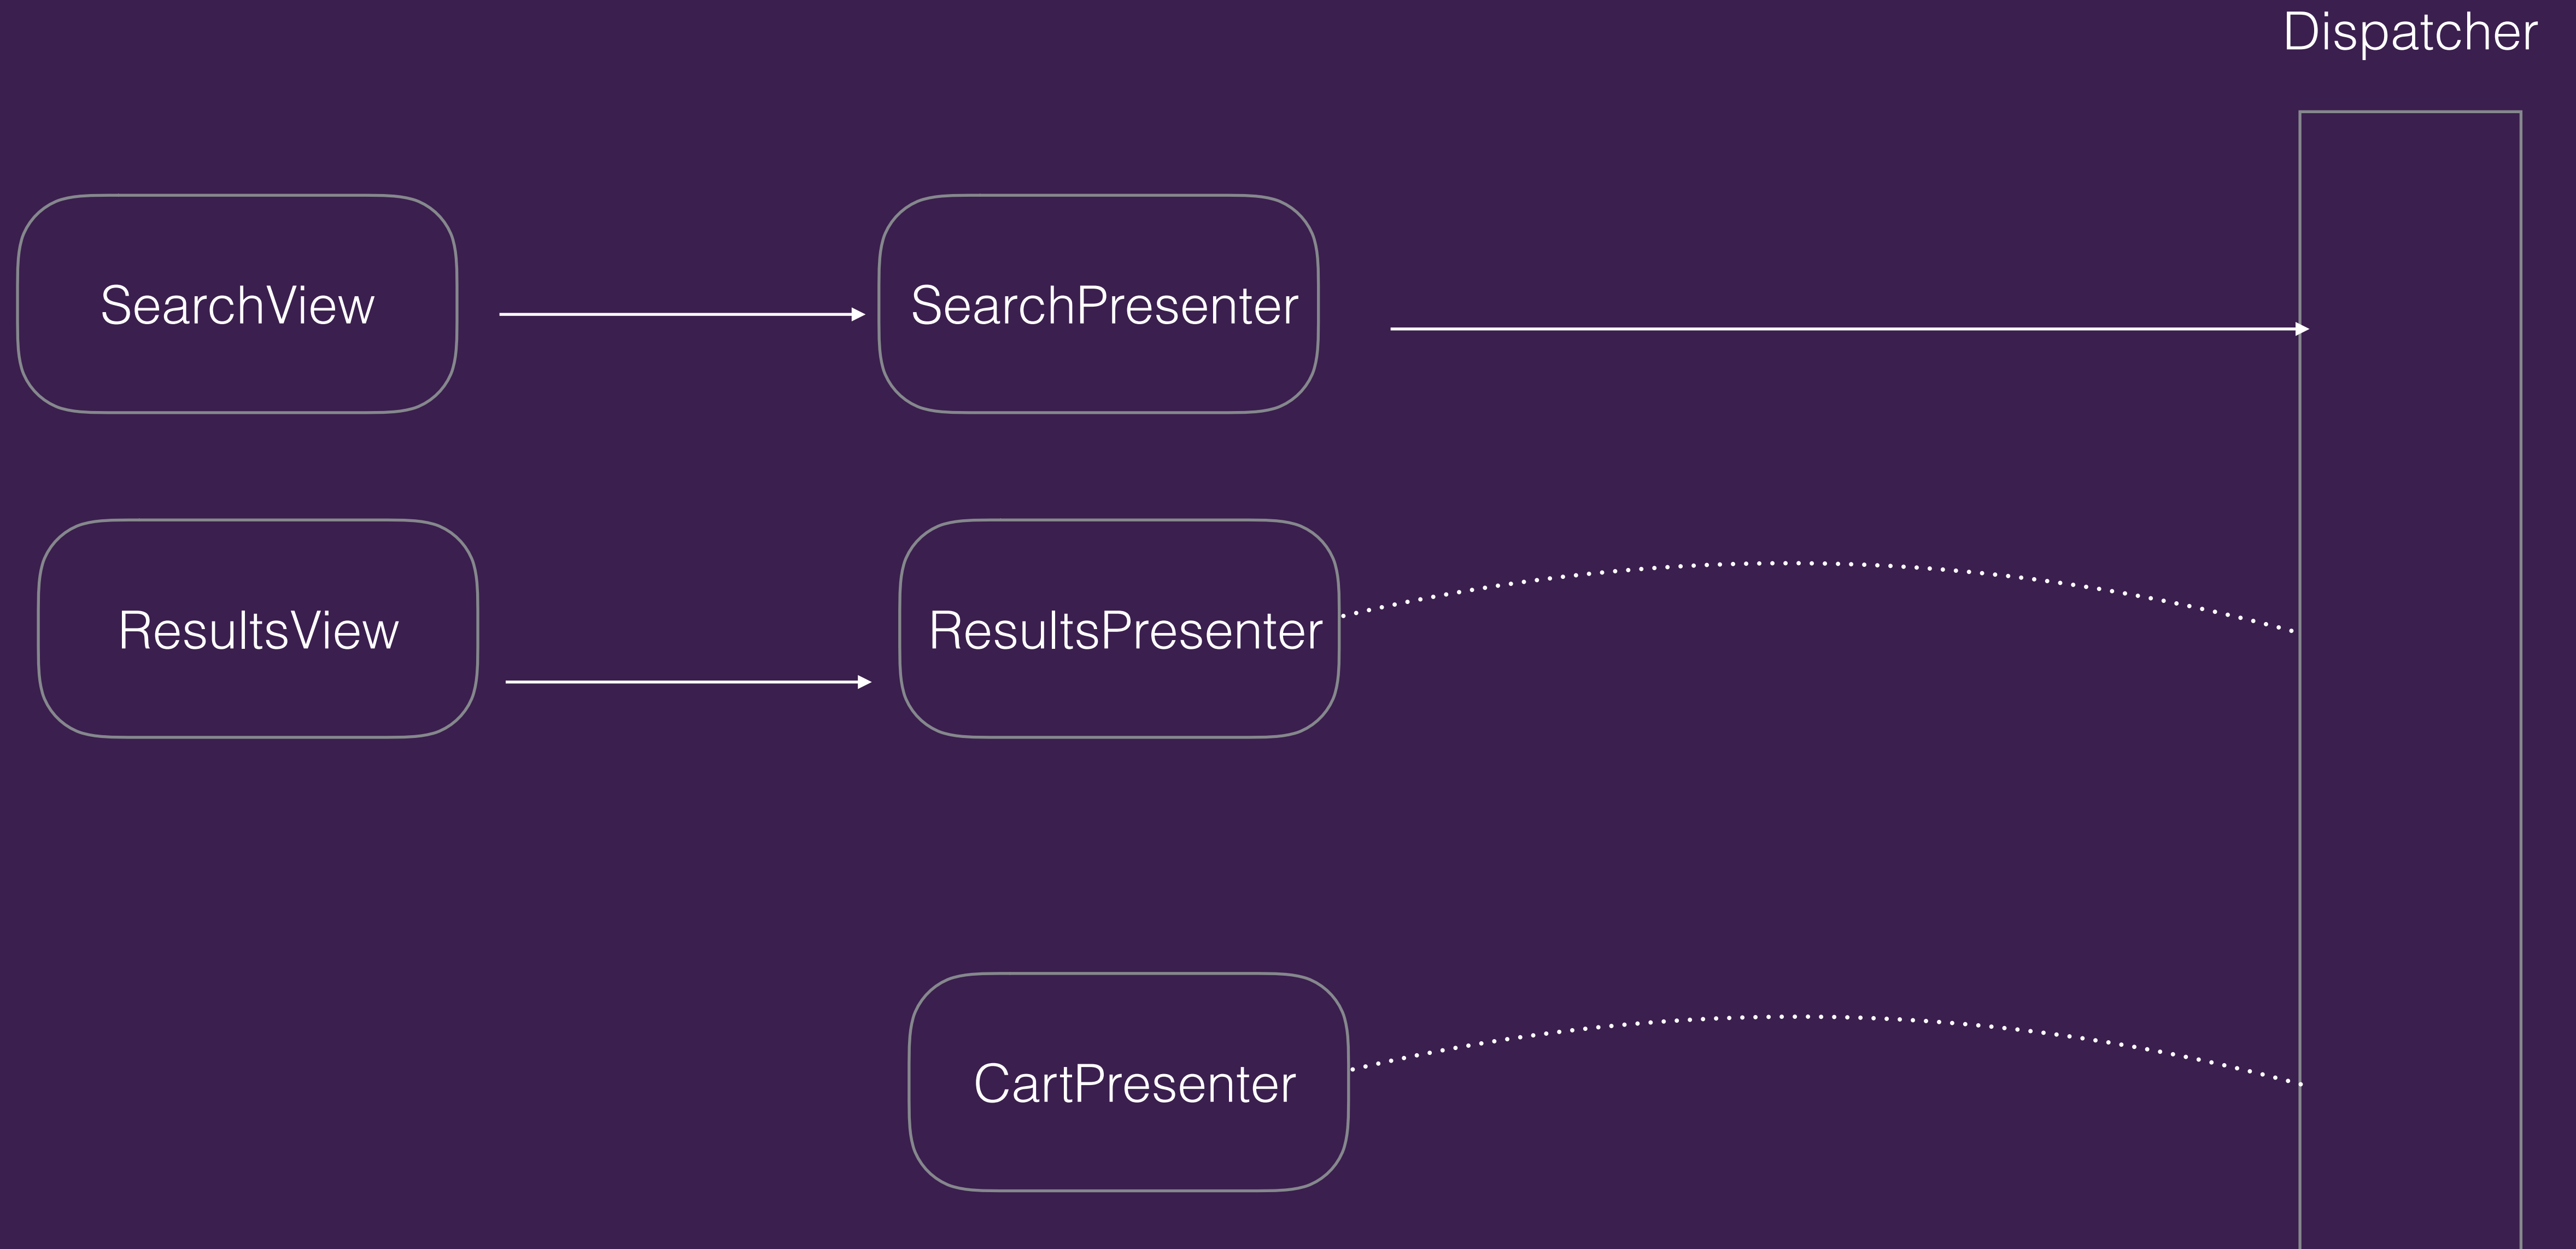 Dispatcher
SearchView
SearchPresenter
ResultsView
ResultsPresenter
CartPresenter